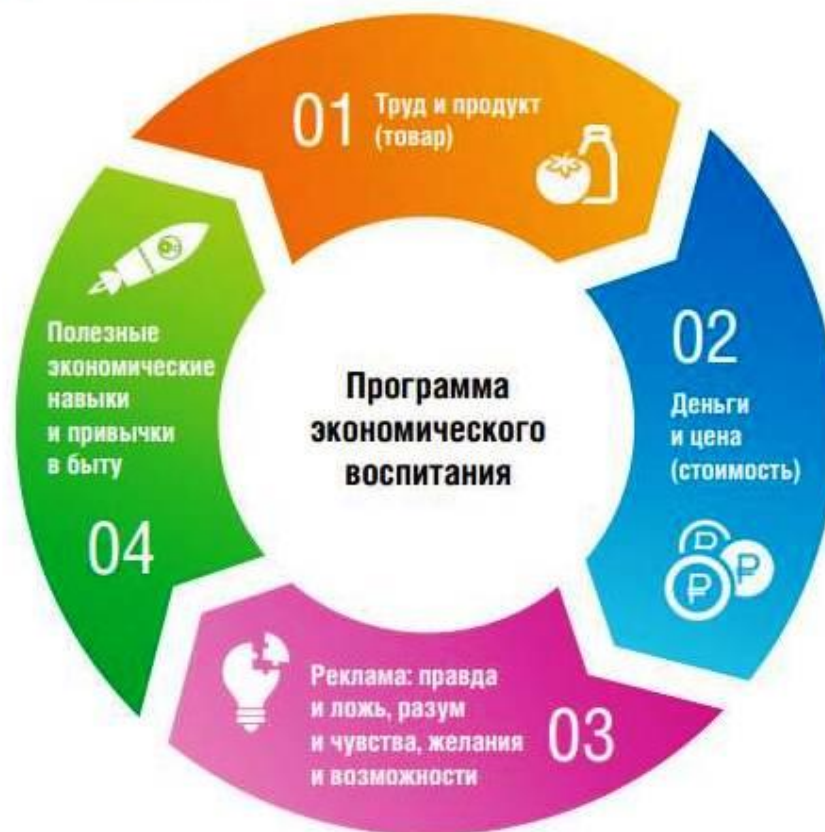 01
Труд и продукт
(товар)
02
Деньги
и цена
(стоимость)
Программа
экономического
воспитания
Реклама: правда
и ложь, разум
и чувства, желания
и возможности
03
Полезные
экономические
навыки
и привычки
в быту
04